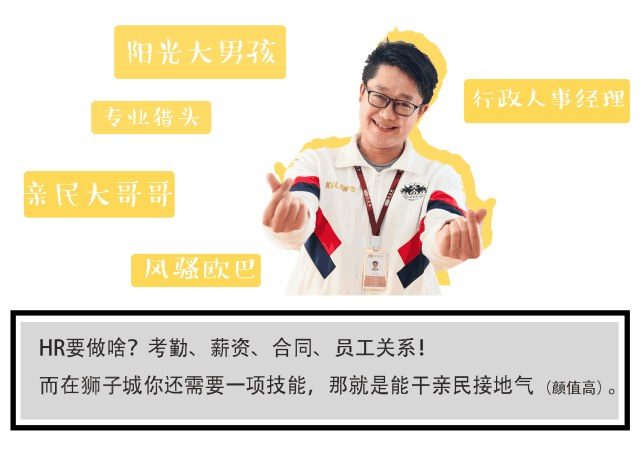 阳光大男孩
行政人事经理
专业猎头
亲民大哥哥
风骚欧巴
HR要做啥？考勤、薪资、合同、员工关系！
而在狮子城你还需要一项技能，那就是能干亲民接地气（颜值高）。